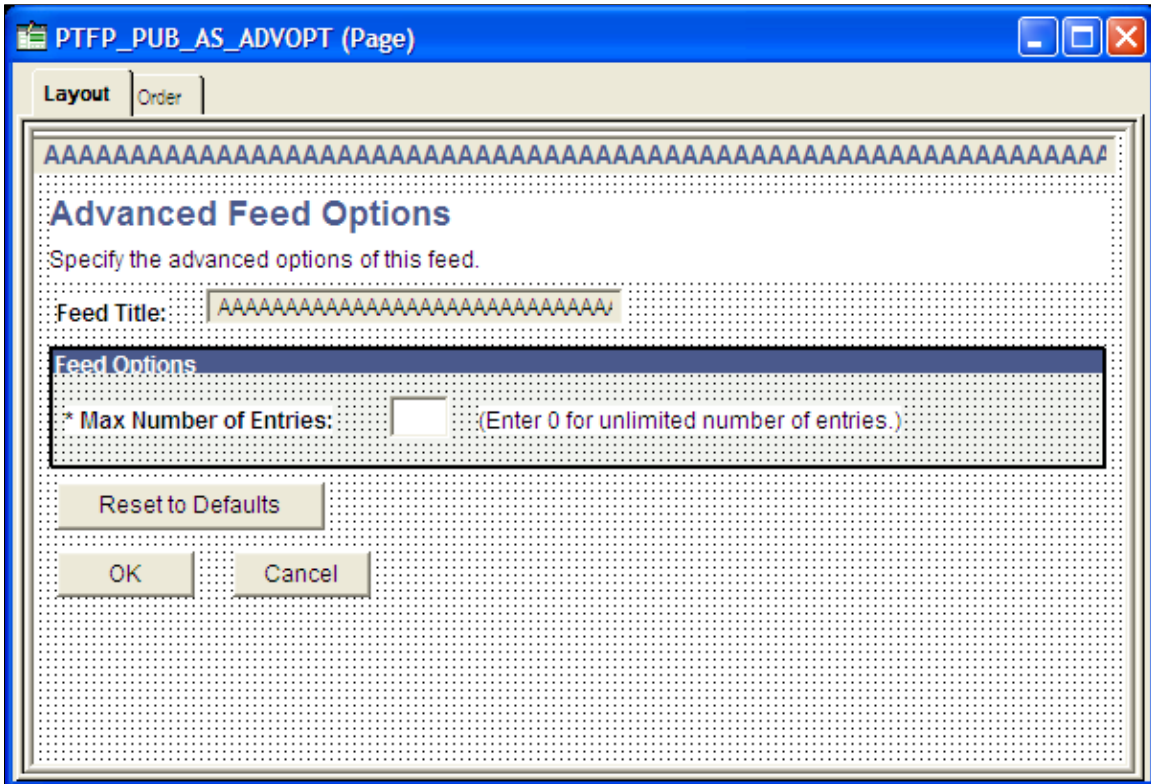 PTFP_PUB_AS_ADVOPT (Page)
Layout Order
AAAAAAAAAAAAAAAAAAAAAAAAAAAAAAAAAAAAAAAAAAAAAAAAAAAAAAAAAAAAAA
Advanced Feed Options
Specify the advanced options of this feed.
Feed Title: AAAAAAAAAAAAAAAAAAAAAAAAAAAAAA
Feed Options
* Max Number of Entries: (Enter 0 for unlimited number of entries.)
Reset to Defaults
OK Cancel